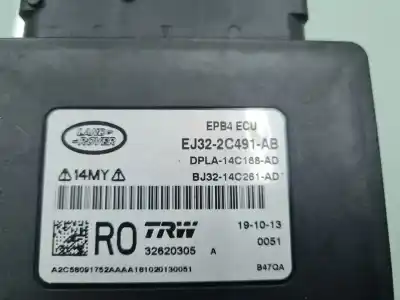 LAND
ROVER
EPB4 ECU
EJ32-2C491-AB
DPLA-14C168-AD
14MY
BJ32-14C261-AD
RO
TRW
32620305 A
19-10-13
0051
A2C58091752AAAA181020130051
B47QA